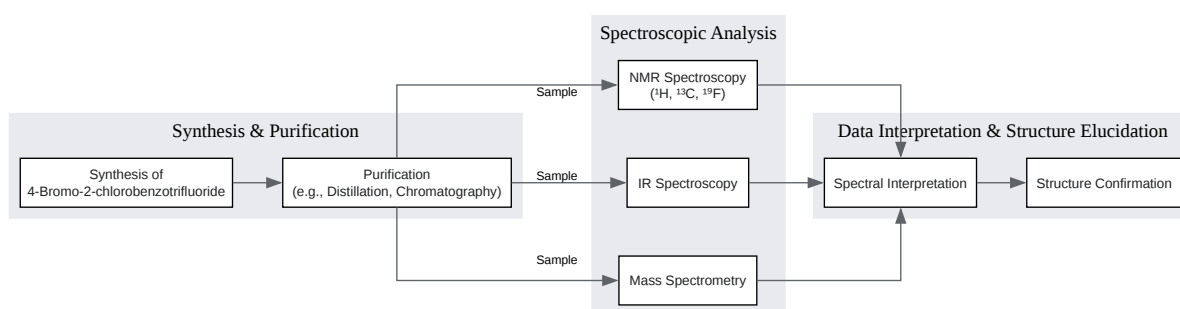 Spectroscopic Analysis
NMR Spectroscopy
(¹H, ¹³C, ¹⁹F)
Sample
Synthesis & Purification
Data Interpretation & Structure Elucidation
Synthesis of
4-Bromo-2-chlorobenzotrifluoride
Purification
(e.g., Distillation, Chromatography)
Sample
IR Spectroscopy
Spectral Interpretation
Structure Confirmation
Sample
Mass Spectrometry